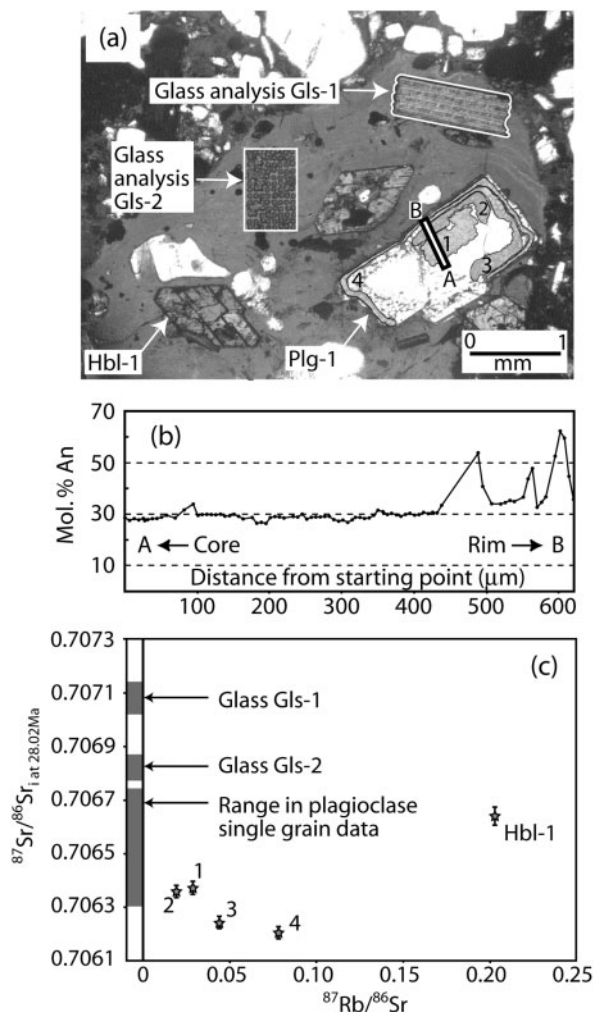 (a)
Glass analysis Gls-1
Glass
analysis
Gls-2
B
2
1
A
3
4
Hbl-1
Plg-1
0 1
mm
70
(b)
50
Mol. % An
30
A Core Rim B
10
Distance from starting point (μm)
100 200 300 400 500 600
0.7073
(c)
0.7071
Glass Gls-1
0.7069
Glass Gls-2
0.7067
Range in plagioclase
single grain data
Hbl-1
0.7065
1
2
3
4
0.7063
0.7061
⁸⁷Sr/⁸⁶Sr i at 28.02Ma
0 0.05 0.10 0.15 0.20 0.25
⁸⁷Rb/⁸⁶Sr